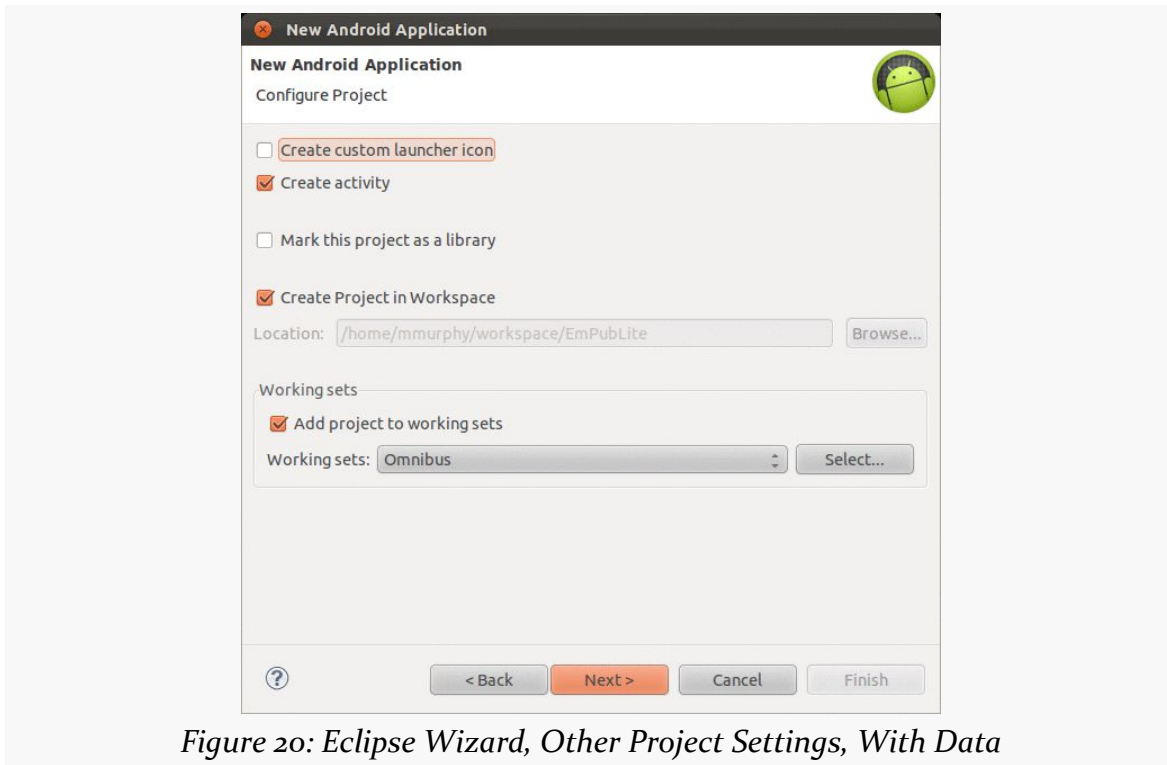 New Android Application
New Android Application
Configure Project
Create custom launcher icon
Create activity
Mark this project as a library
Create Project in Workspace
Location: /home/mmurphy/workspace/EmPubLite Browse...
Working sets
Add project to working sets
Working sets: Omnibus Select...
? < Back Next > Cancel Finish
Figure 20: Eclipse Wizard, Other Project Settings, With Data